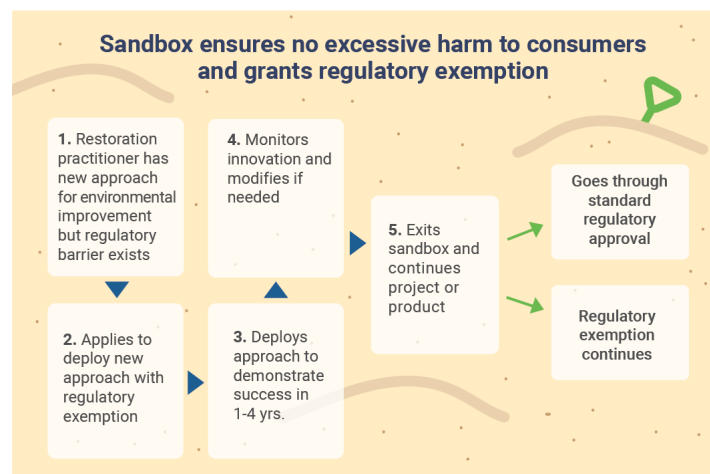 Sandbox ensures no excessive harm to consumers
and grants regulatory exemption
1. Restoration
practitioner has
new approach
for environmental
improvement
but regulatory
barrier exists
2. Applies to
deploy new
approach with
regulatory
exemption
3. Deploys
approach to
demonstrate
success in
1-4 yrs.
4. Monitors
innovation and
modifies if
needed
5. Exits
sandbox and
continues
project or
product
Goes through
standard
regulatory
approval
Regulatory
exemption
continues